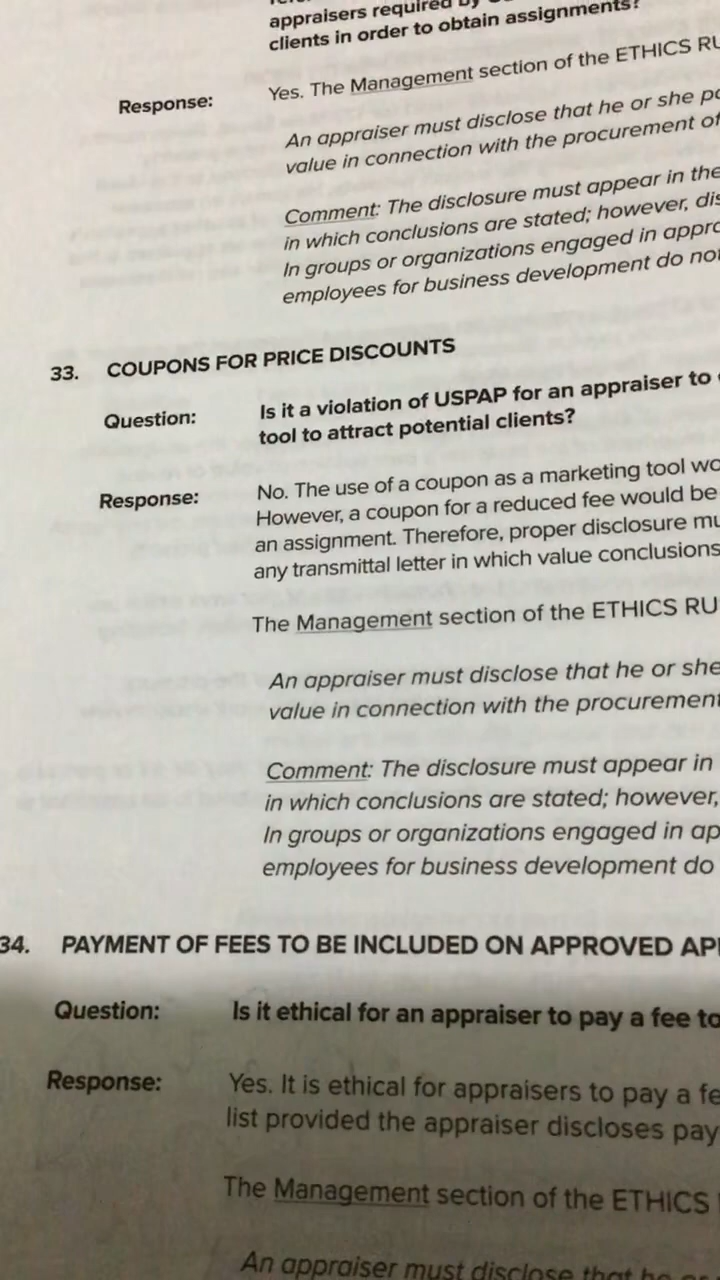 appraisers required by
clients in order to obtain assignments?
Response: Yes. The Management section of the ETHICS RU
An appraiser must disclose that he or she pa
value in connection with the procurement of
Comment: The disclosure must appear in the
in which conclusions are stated; however, dis
In groups or organizations engaged in appra
employees for business development do not
33. COUPONS FOR PRICE DISCOUNTS
Question: Is it a violation of USPAP for an appraiser to
tool to attract potential clients?
Response: No. The use of a coupon as a marketing tool wo
However, a coupon for a reduced fee would be
an assignment. Therefore, proper disclosure mu
any transmittal letter in which value conclusions
The Management section of the ETHICS RU
An appraiser must disclose that he or she
value in connection with the procurement
Comment: The disclosure must appear in
in which conclusions are stated; however,
In groups or organizations engaged in ap
employees for business development do
34. PAYMENT OF FEES TO BE INCLUDED ON APPROVED AP
Question: Is it ethical for an appraiser to pay a fee to
Response: Yes. It is ethical for appraisers to pay a fe
list provided the appraiser discloses pay
The Management section of the ETHICS
An appraiser must disclose that he or